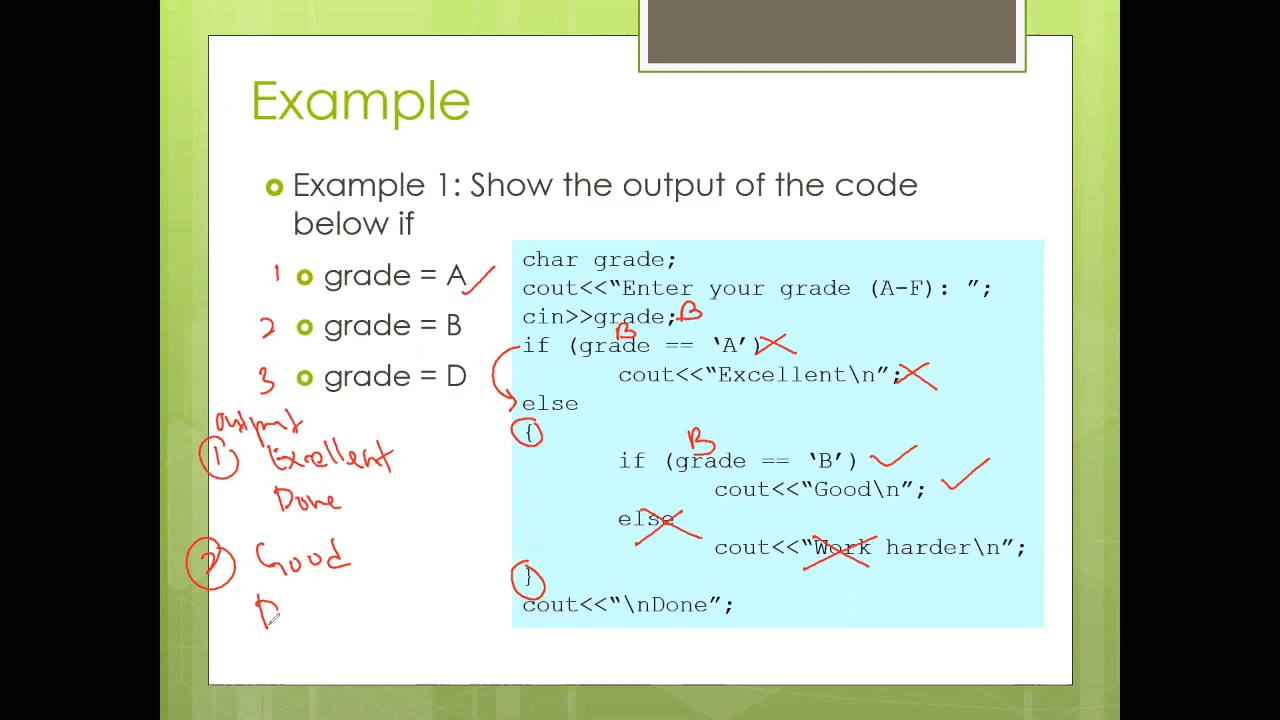 Example
Example 1: Show the output of the code
below if
1 grade = A
2 grade = B
3 grade = D
char grade;
cout<<“Enter your grade (A-F): ”;
cin>>grade; B
B
if (grade == ‘A’)
cout<<“Excellent\n”;
else
{
B
if (grade == ‘B’)
cout<<“Good\n”;
else
cout<<“Work harder\n”;
}
cout<<“\nDone”;
output
1 Excellent
Done
2 Good
D